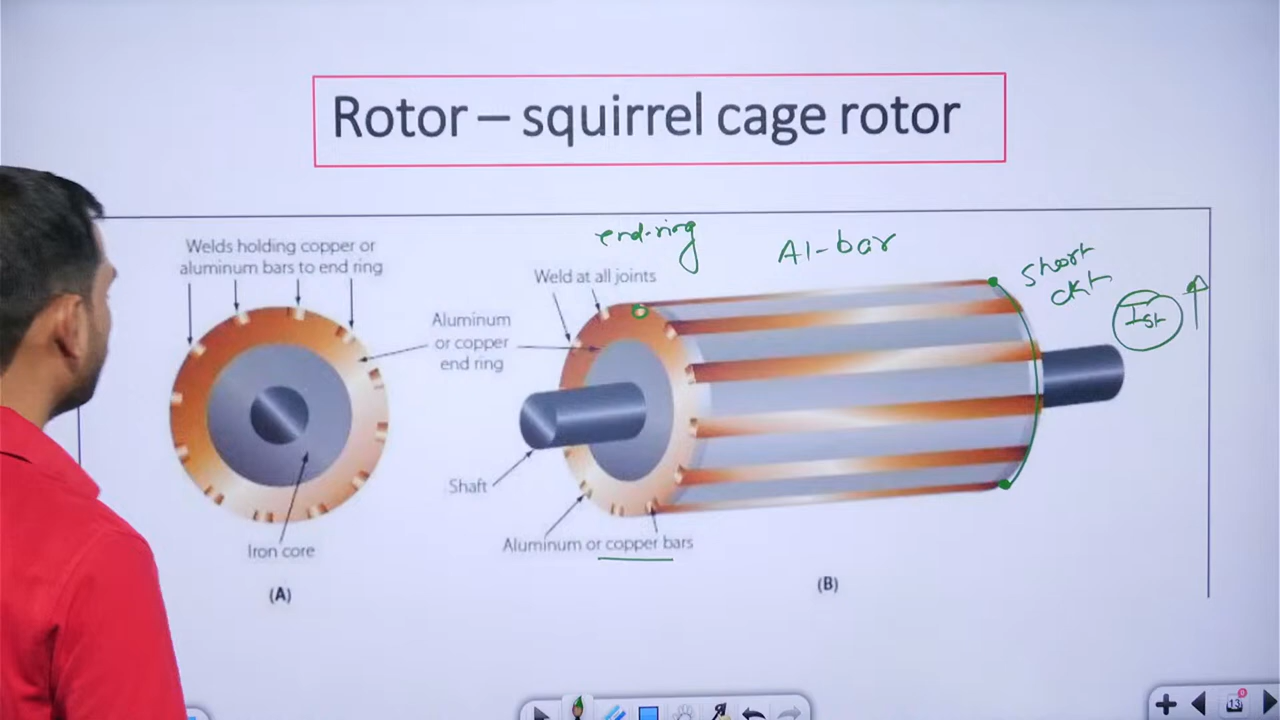 Rotor – squirrel cage rotor
Welds holding copper or
aluminum bars to end ring
Iron core
(A)
end-ring
Al-bar
short
ckt
Ist
Weld at all joints
Aluminum
or copper
end ring
Shaft
Aluminum or copper bars
(B)
13